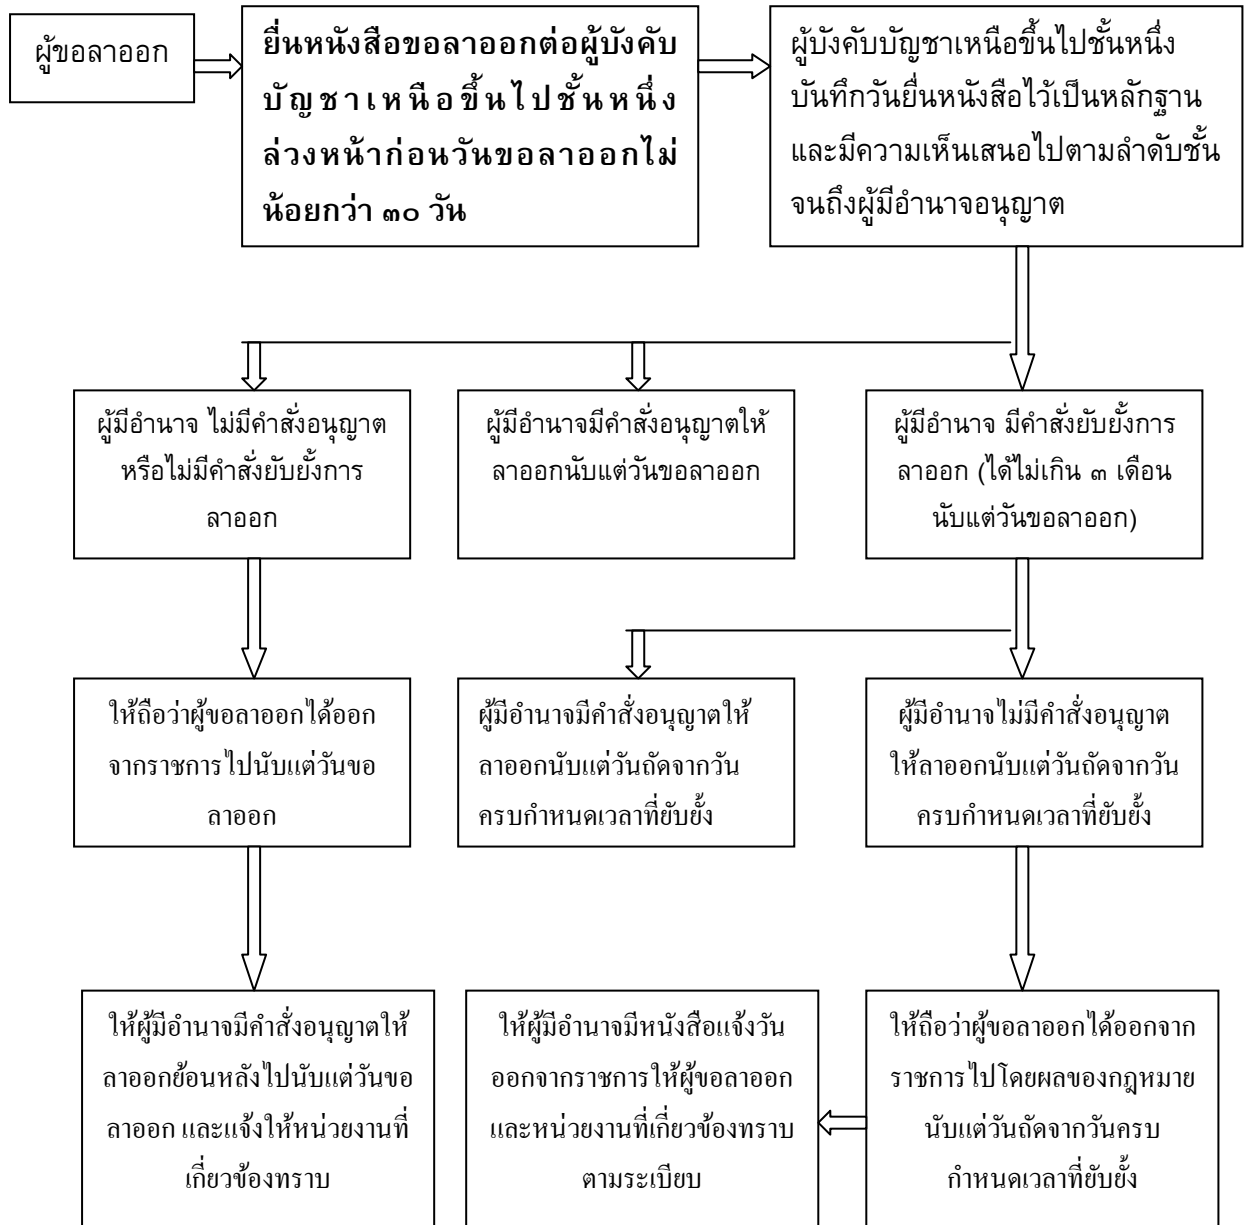 ผู้ขอลาออก
ยื่นหนังสือขอลาออกต่อผู้บังคับ
บัญชาเหนือขึ้นไปชั้นหนึ่ง
ล่วงหน้าก่อนวันขอลาออกไม่
น้อยกว่า ๓๐ วัน
ผู้บังคับบัญชาเหนือขึ้นไปชั้นหนึ่ง
บันทึกวันยื่นหนังสือไว้เป็นหลักฐาน
และมีความเห็นเสนอไปตามลำดับชั้น
จนถึงผู้มีอำนาจอนุญาต
ผู้มีอำนาจ ไม่มีคำสั่งอนุญาต
หรือไม่มีคำสั่งยับยั้งการ
ลาออก
ผู้มีอำนาจมีคำสั่งอนุญาตให้
ลาออกนับแต่วันขอลาออก
ผู้มีอำนาจ มีคำสั่งยับยั้งการ
ลาออก (ได้ไม่เกิน ๓ เดือน
นับแต่วันขอลาออก)
ให้ถือว่าผู้ขอลาออกได้ออก
จากราชการไปนับแต่วันขอ
ลาออก
ผู้มีอำนาจมีคำสั่งอนุญาตให้
ลาออกนับแต่วันถัดจากวัน
ครบกำหนดเวลาที่ยับยั้ง
ผู้มีอำนาจไม่มีคำสั่งอนุญาต
ให้ลาออกนับแต่วันถัดจากวัน
ครบกำหนดเวลาที่ยับยั้ง
ให้ผู้มีอำนาจมีคำสั่งอนุญาตให้
ลาออกย้อนหลังไปนับแต่วันขอ
ลาออก และแจ้งให้หน่วยงานที่
เกี่ยวข้องทราบ
ให้ผู้มีอำนาจมีหนังสือแจ้งวัน
ออกจากราชการให้ผู้ขอลาออก
และหน่วยงานที่เกี่ยวข้องทราบ
ตามระเบียบ
ให้ถือว่าผู้ขอลาออกได้ออกจาก
ราชการไปโดยผลของกฎหมาย
นับแต่วันถัดจากวันครบ
กำหนดเวลาที่ยับยั้ง